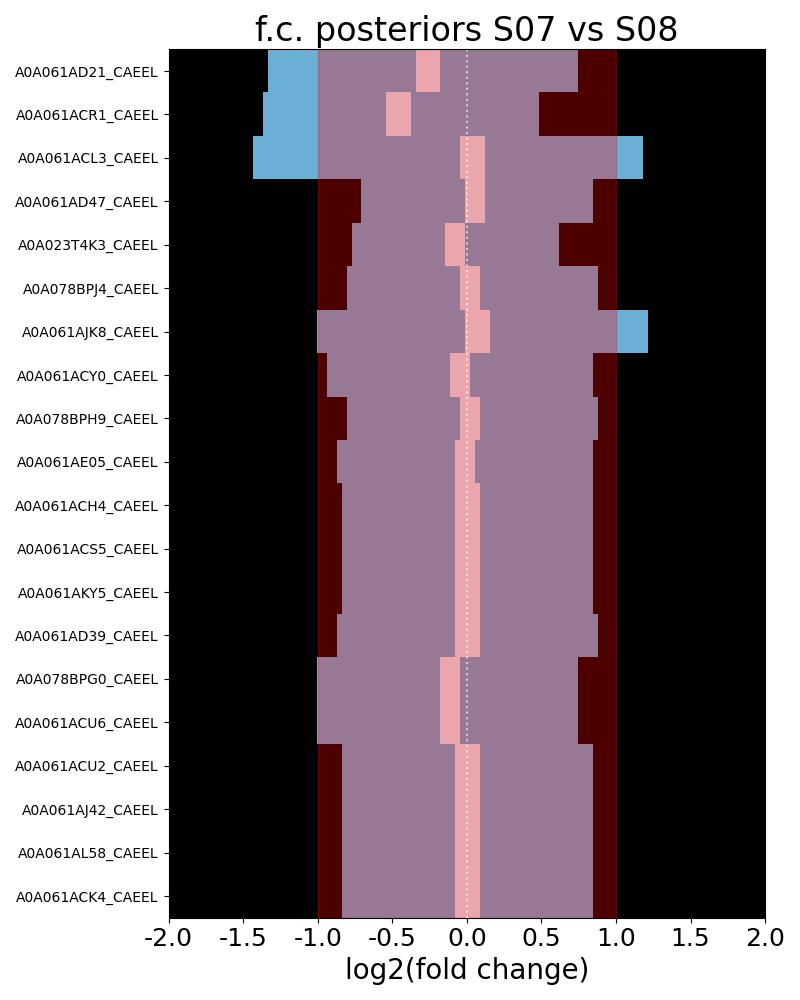 f.c. posteriors S07 vs S08
A0A061AD21_CAEEL
A0A061ACR1_CAEEL
A0A061ACL3_CAEEL
A0A061AD47_CAEEL
A0A023T4K3_CAEEL
A0A078BPJ4_CAEEL
A0A061AJK8_CAEEL
A0A061ACY0_CAEEL
A0A078BPH9_CAEEL
A0A061AE05_CAEEL
A0A061ACH4_CAEEL
A0A061ACS5_CAEEL
A0A061AKY5_CAEEL
A0A061AD39_CAEEL
A0A078BPG0_CAEEL
A0A061ACU6_CAEEL
A0A061ACU2_CAEEL
A0A061AJ42_CAEEL
A0A061AL58_CAEEL
A0A061ACK4_CAEEL
-2.0 -1.5 -1.0 -0.5 0.0 0.5 1.0 1.5 2.0
log2(fold change)